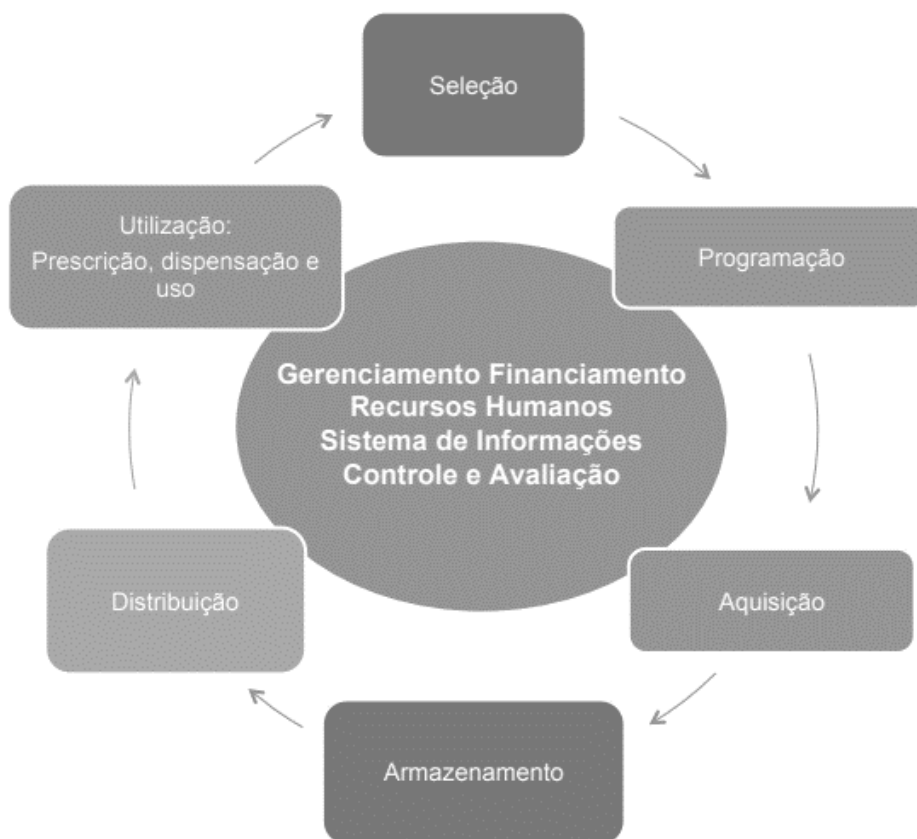 Seleção
Programação
Aquisição
Armazenamento
Distribuição
Utilização:
Prescrição, dispensação e
uso
Gerenciamento Financiamento
Recursos Humanos
Sistema de Informações
Controle e Avaliação